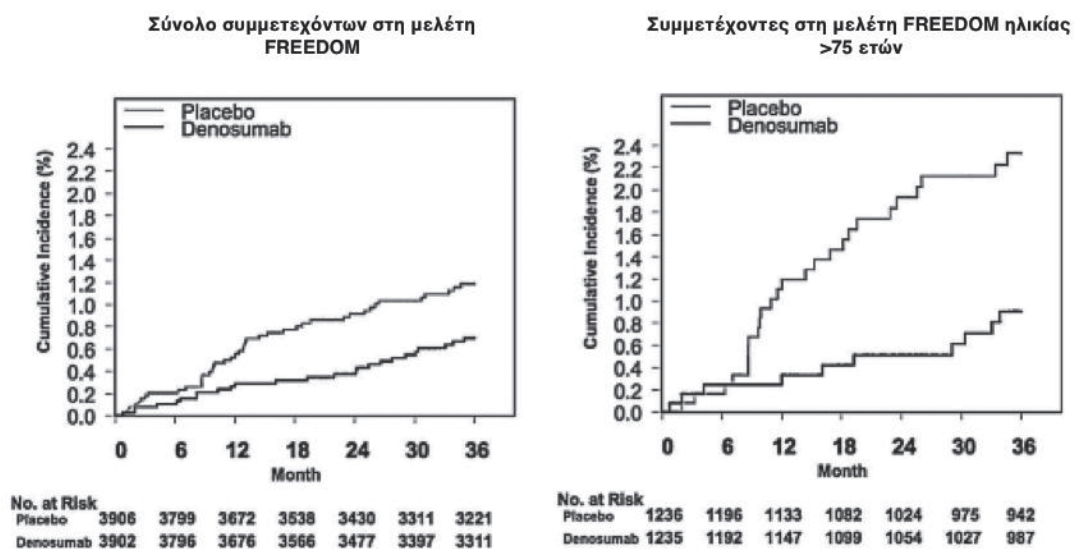 Σύνολο συμμετεχόντων στη μελέτη
FREEDOM
Placebo
Denosumab
Cumulative Incidence (%)
2.4
2.2
2.0
1.8
1.6
1.4
1.2
1.0
0.8
0.6
0.4
0.2
0.0
0 6 12 18 24 30 36
Month
No. at Risk
Placebo 3906 3799 3672 3538 3430 3311 3221
Denosumab 3902 3796 3676 3566 3477 3397 3311
Συμμετέχοντες στη μελέτη FREEDOM ηλικίας
>75 ετών
Placebo
Denosumab
Cumulative Incidence (%)
2.4
2.2
2.0
1.8
1.6
1.4
1.2
1.0
0.8
0.6
0.4
0.2
0.0
0 6 12 18 24 30 36
Month
No. at Risk
Placebo 1236 1196 1133 1082 1024 975 942
Denosumab 1235 1192 1147 1099 1054 1027 987